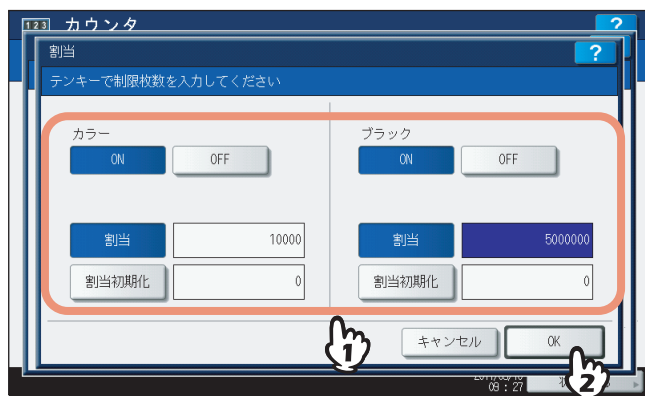 123 カウンタ ?
割当 ?
テンキーで制限枚数を入力してください
カラー
ON OFF
割当 10000
割当初期化 0
ブラック
ON OFF
割当 5000000
割当初期化 0
キャンセル OK
1
2
09:27